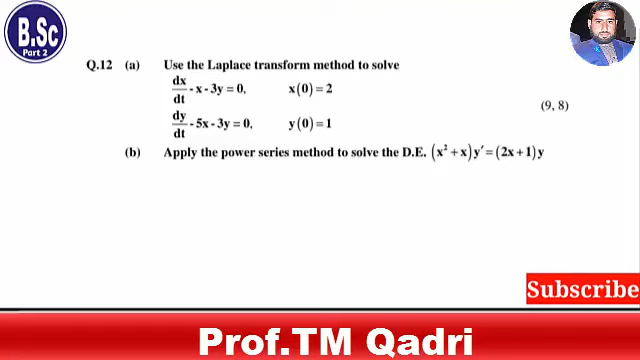 B.Sc
Part 2
Q.12 (a) Use the Laplace transform method to solve
dx/dt - x - 3y = 0, x(0) = 2
(9, 8)
dy/dt - 5x - 3y = 0, y(0) = 1
(b) Apply the power series method to solve the D.E. (x² + x) y′ = (2x + 1) y
Subscribe
Prof.TM Qadri